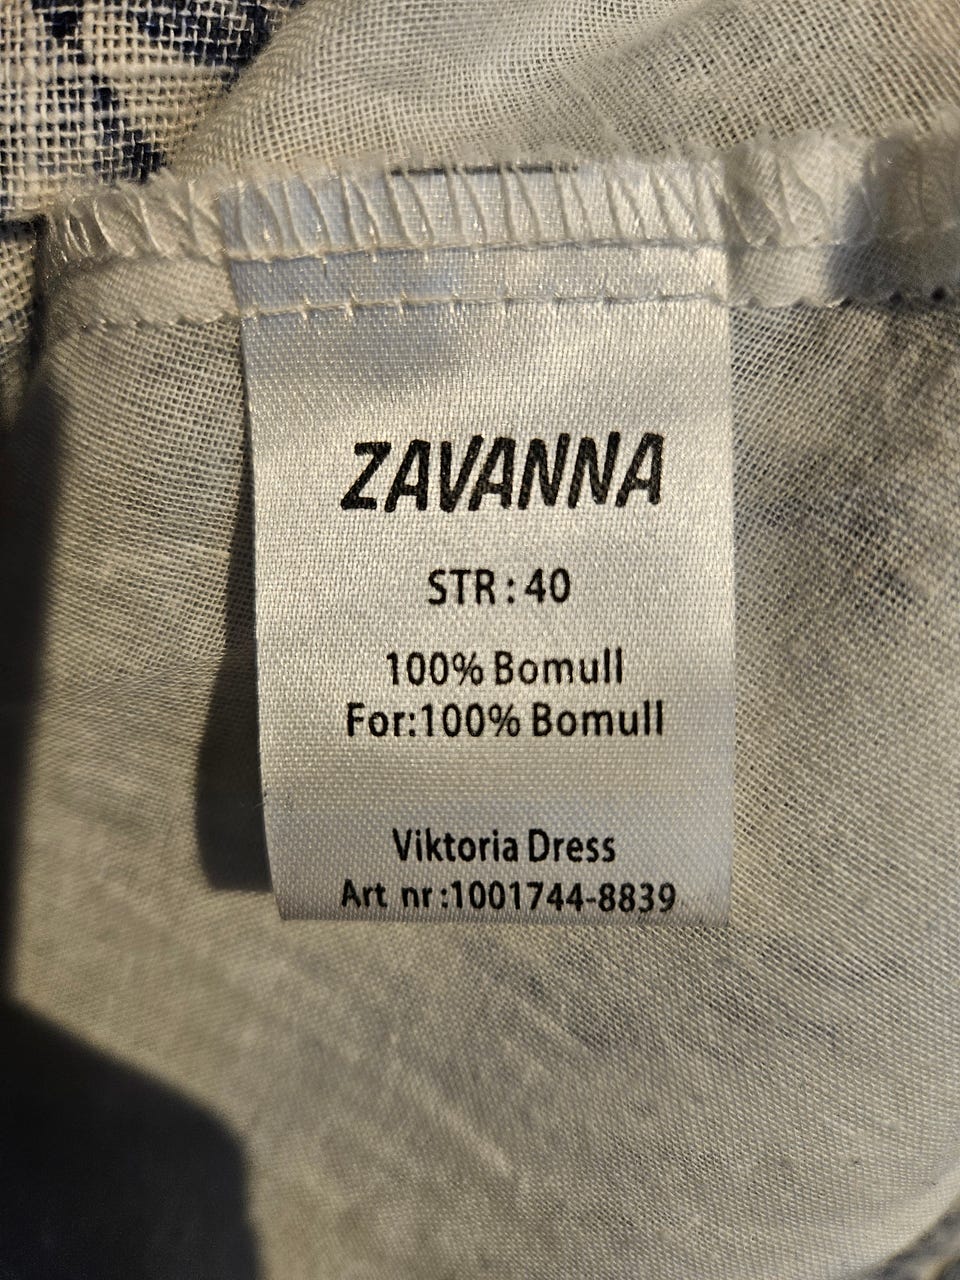 ZAVANNA
STR : 40
100% Bomull
For:100% Bomull
Viktoria Dress
Art nr:1001744-8839